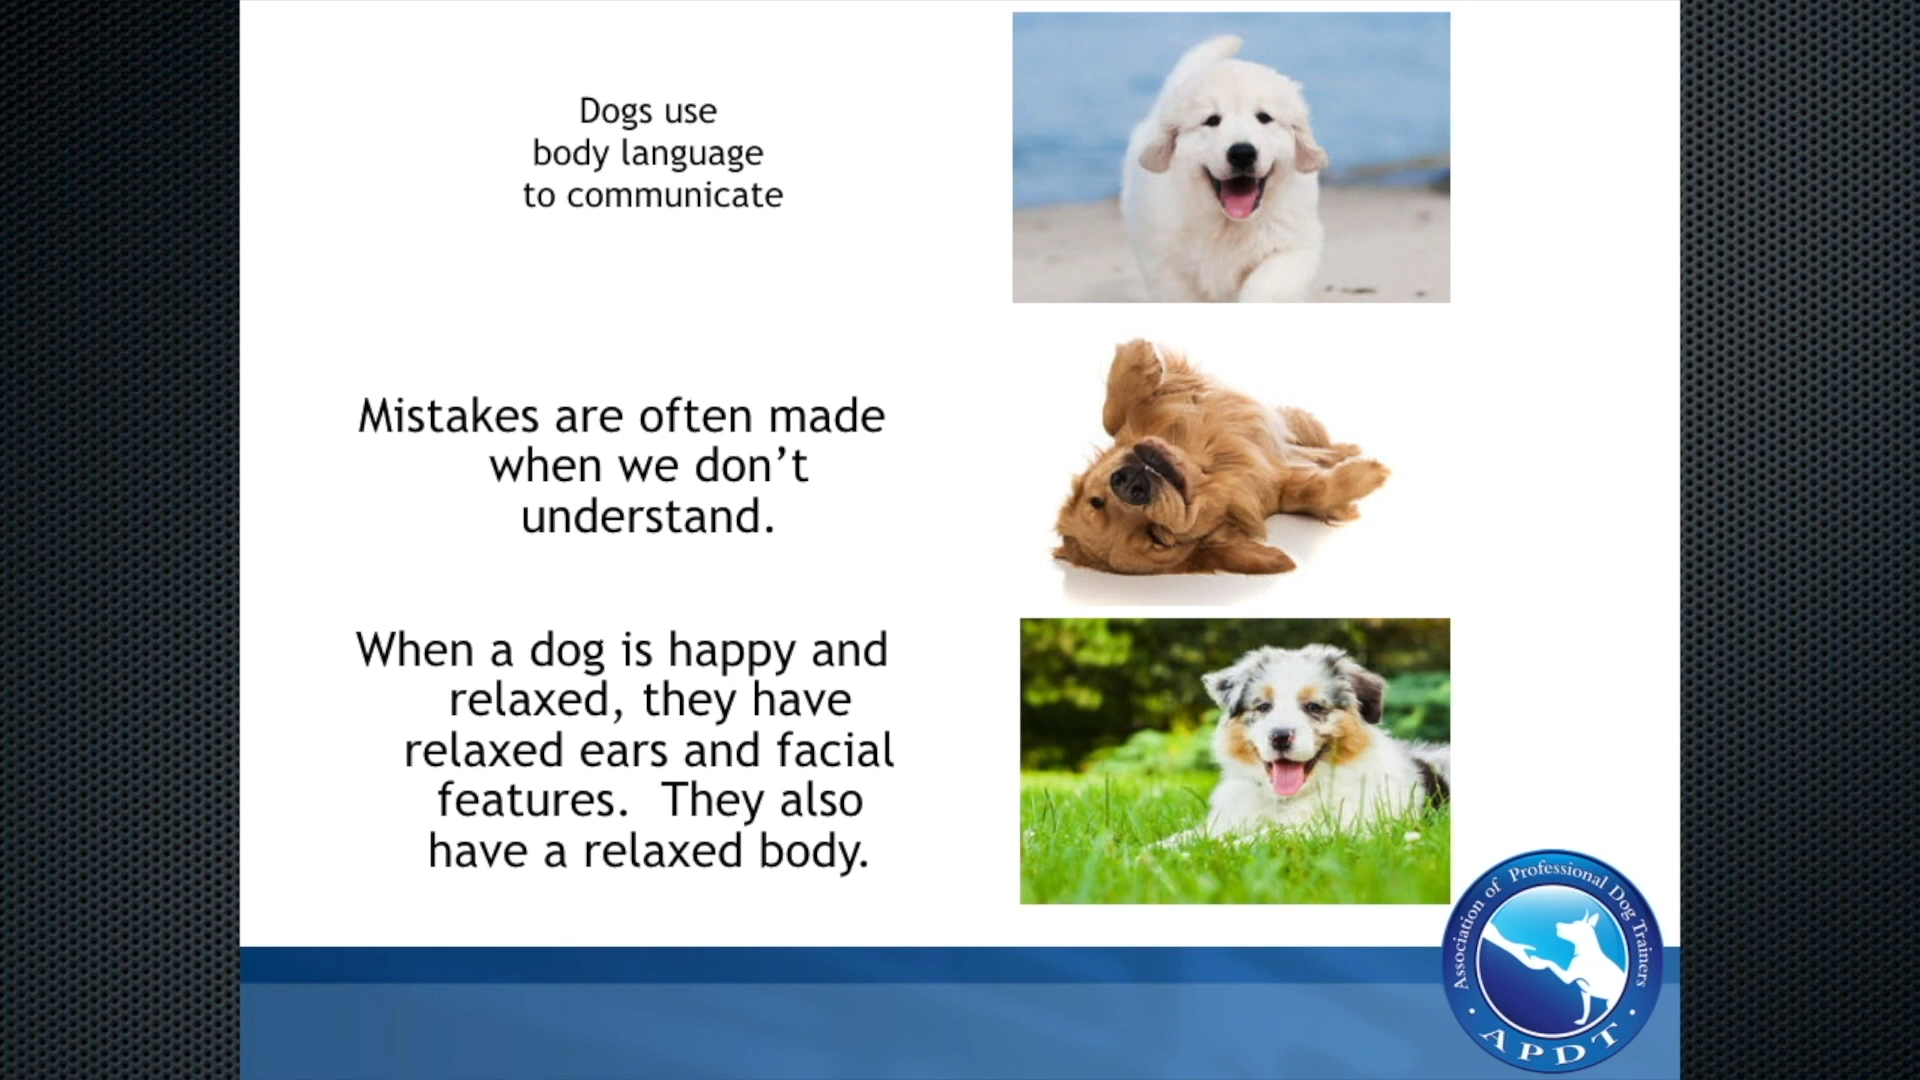 Dogs use
body language
to communicate
Mistakes are often made
when we don’t
understand.
When a dog is happy and
relaxed, they have
relaxed ears and facial
features.  They also
have a relaxed body.
Association of Professional Dog Trainers
APDT